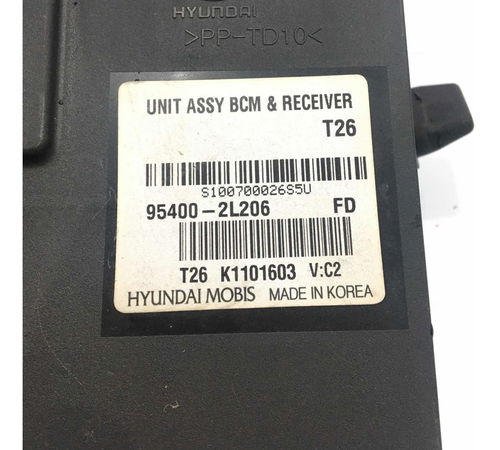 HYUNDAI
>PP-TD10<
UNIT ASSY BCM & RECEIVER
T26
S100700026S5U
95400-2L206 FD
T26 K1101603 V:C2
HYUNDAI MOBIS MADE IN KOREA